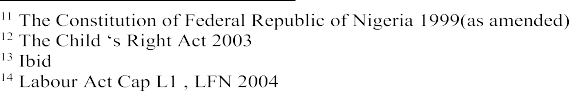 11 The Constitution of Federal Republic of Nigeria 1999(as amended)
12 The Child ‘s Right Act 2003
13 Ibid
14 Labour Act Cap L1 , LFN 2004